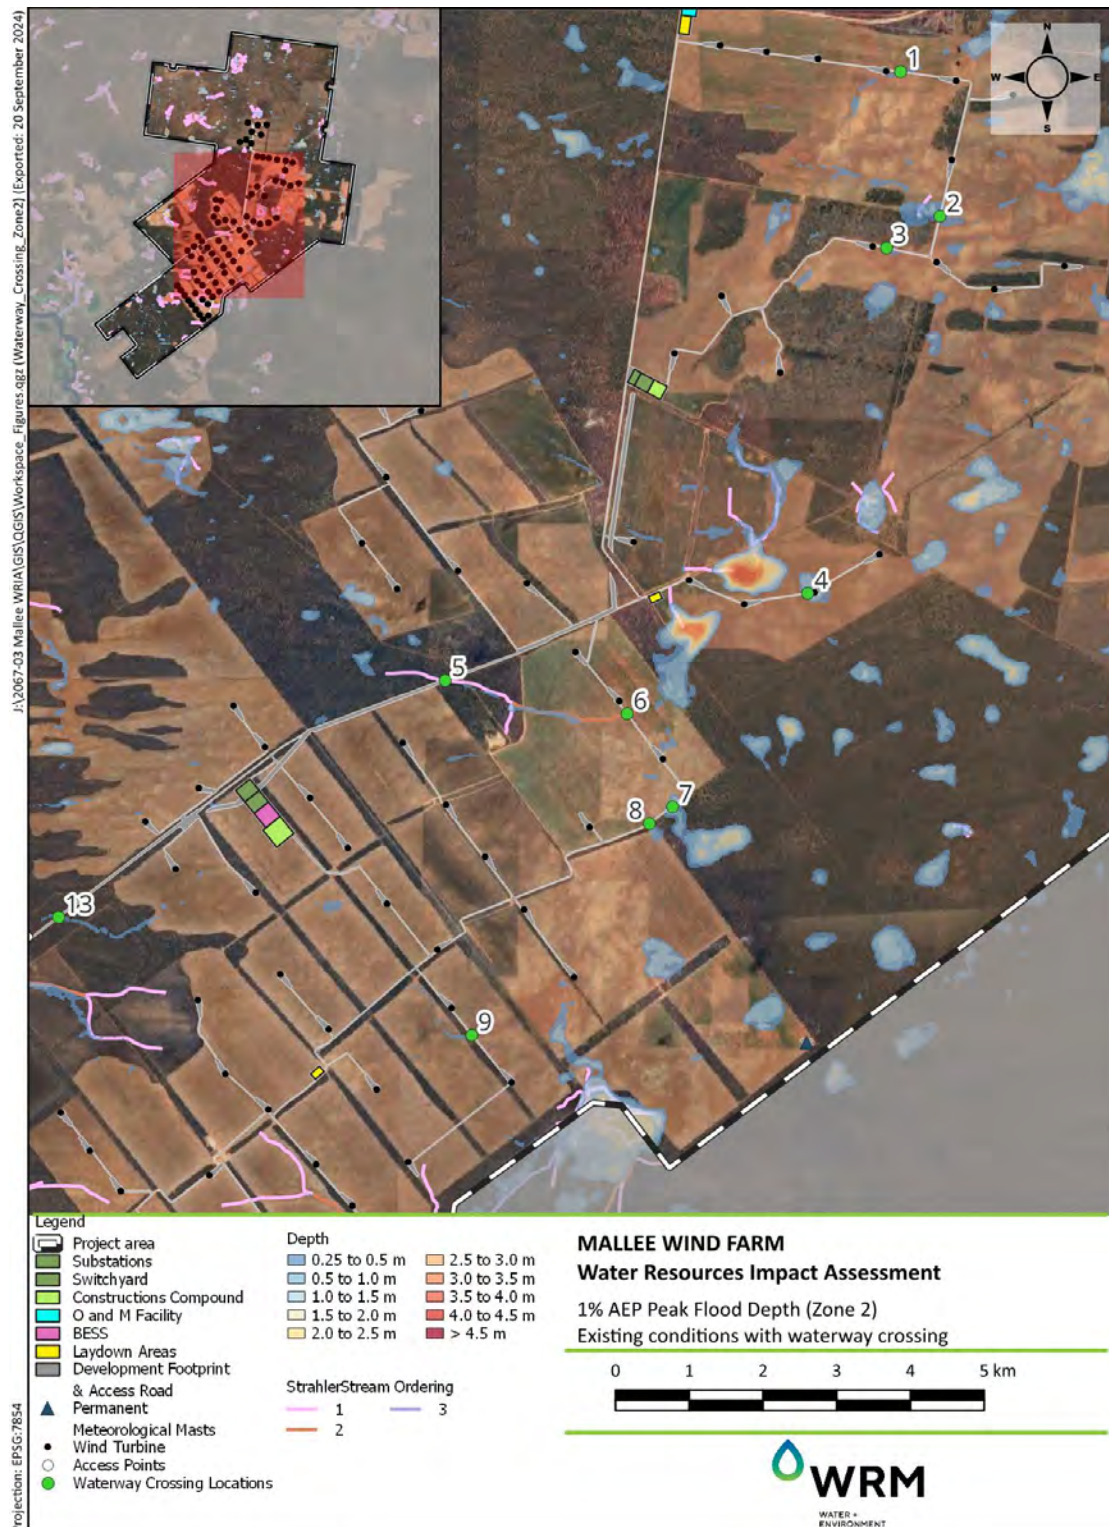 J:\2067-03 Mallee WRIA\GIS\QGIS\Workspace_Figures.qgz (Waterway_Crossing_Zone2) (Exported: 20 September 2024)
N
W E
S
1
2
3
4
5
6
7
8
13
9
Legend
Project area
Substations
Switchyard
Constructions Compound
O and M Facility
BESS
Laydown Areas
Development Footprint
& Access Road
Permanent
Meteorological Masts
Wind Turbine
Access Points
Waterway Crossing Locations
Depth
0.25 to 0.5 m
0.5 to 1.0 m
1.0 to 1.5 m
1.5 to 2.0 m
2.0 to 2.5 m
2.5 to 3.0 m
3.0 to 3.5 m
3.5 to 4.0 m
4.0 to 4.5 m
> 4.5 m
StrahlerStream Ordering
1
2
3
MALLEE WIND FARM
Water Resources Impact Assessment
1% AEP Peak Flood Depth (Zone 2)
Existing conditions with waterway crossing
0 1 2 3 4 5 km
WRM
WATER +
ENVIRONMENT
Projection: EPSG:7854